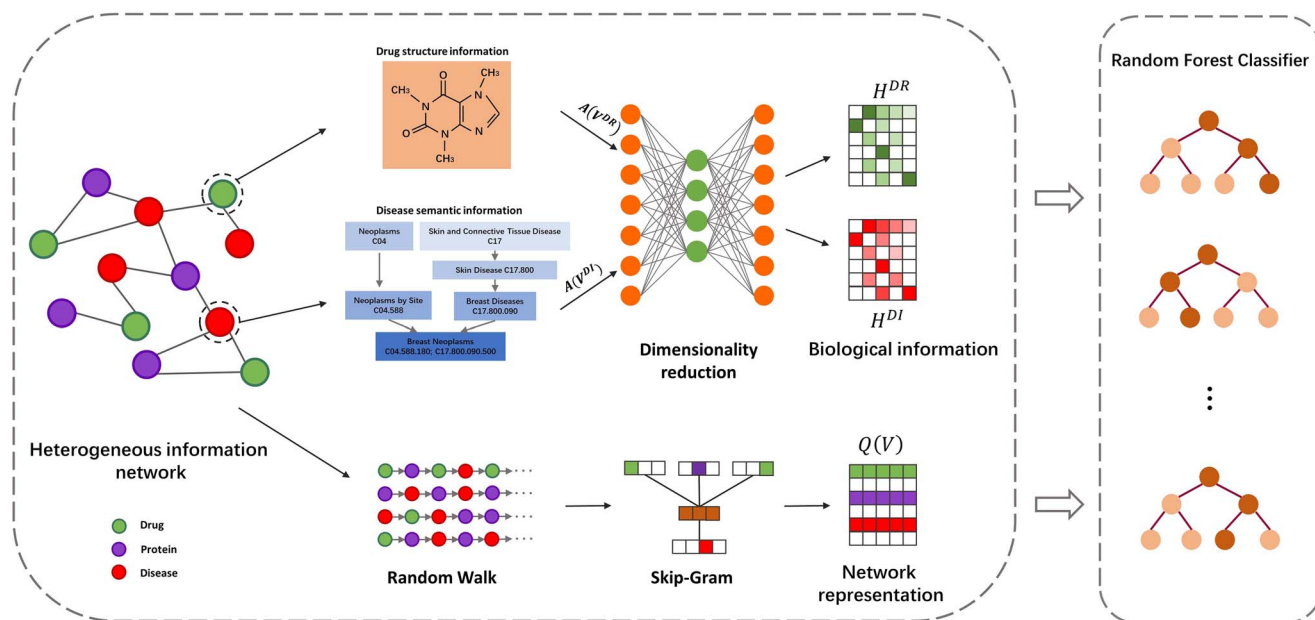 Drug structure information
CH₃
O
CH₃
N
N
O
N
N
CH₃
A(V^DR)
Disease semantic information
Neoplasms
C04
Skin and Connective Tissue Disease
C17
Skin Disease C17.800
Neoplasms by Site
C04.588
Breast Diseases
C17.800.090
Breast Neoplasms
C04.588.180; C17.800.090.500
A(V^DI)
Dimensionality
reduction
H^DR
H^DI
Biological information
Heterogeneous information
network
Drug
Protein
Disease
Random Walk
Skip-Gram
Q(V)
Network
representation
Random Forest Classifier